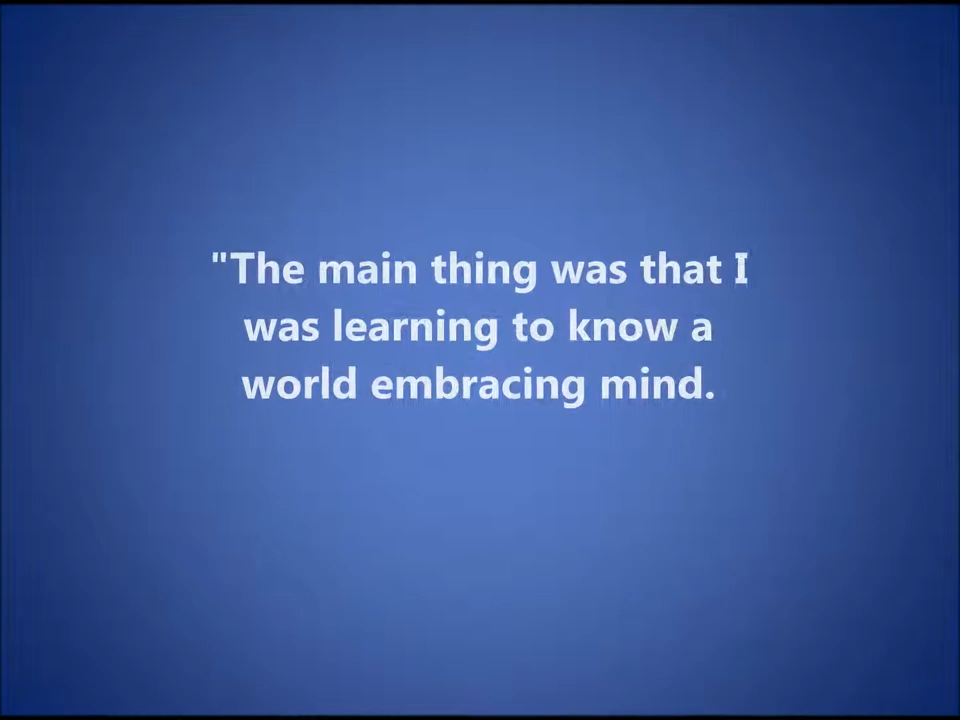 "The main thing was that I
was learning to know a
world embracing mind.